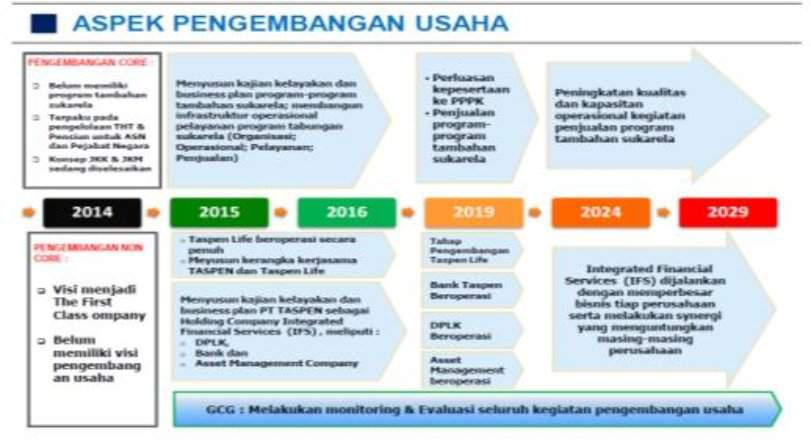 ASPEK PENGEMBANGAN USAHA
PENGEMBANGAN CORE :
Belum memilki
program tambahan
sukarela
Terpaku pada
pengelolaan THT &
Pensiun untuk ASN
dan Pejabat Negara
Konsep JKK & JKM
sedang diselesaikan
Menyusun kajian kelayakan dan
business plan program-program
tambahan sukarela; membangun
infrastruktur operasional
pelayanan program tabungan
sukarela (Organisasi;
Operasional; Pelayanan;
Penjualan)
• Perluasan
kepesertaan
ke PPPK
• Penjualan
program-
program
tambahan
sukarela
Peningkatan kualitas
dan kapasitan
operasional kegiatan
penjualan program
tambahan sukarela
2014
2015
2016
2019
2024
2029
PENGEMBANGAN NON
CORE :
Visi menjadi
The First
Class ompany
Belum
memiliki visi
pengembang
an usaha
Taspen Life beroperasi secara
penuh
Meyusun kerangka kerjasama
TASPEN dan Taspen Life
Menyusun kajian kelayakan dan
business plan PT TASPEN sebagai
Holding Company Integrated
Financial Services (IFS), meliputi :
DPLK,
Bank dan
Asset Management Company
Tahap
Pengembangan
Taspen Life
Bank Taspen
Beroperasi
DPLK
Beroperasi
Asset
Management
beroperasi
Integrated Financial
Services (IFS) dijalankan
dengan memperbesar
bisnis tiap perusahaan
serta melakukan synergi
yang menguntungkan
masing-masing
perusahaan
GCG : Melakukan monitoring & Evaluasi seluruh kegiatan pengembangan usaha